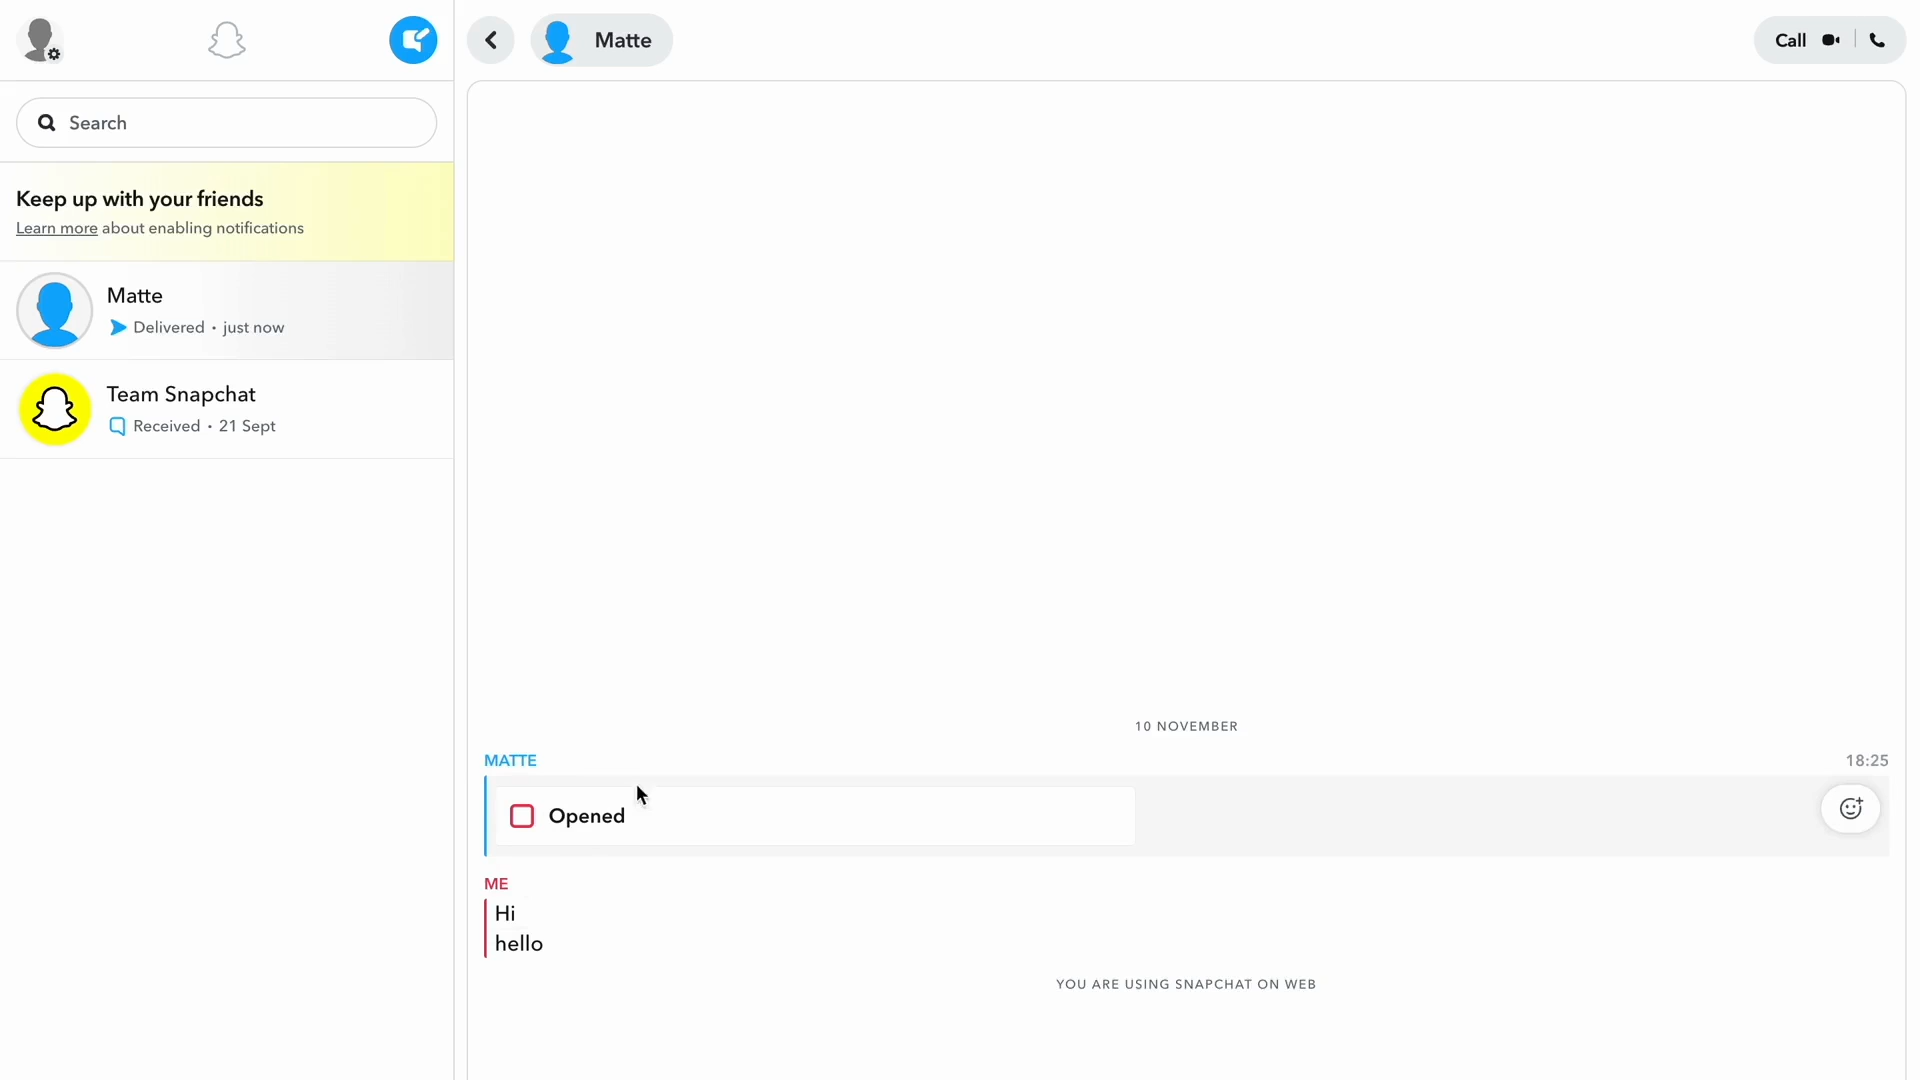 Search
Keep up with your friends
Learn more about enabling notifications
Matte
Delivered • just now
Team Snapchat
Received • 21 Sept
Matte
Call
10 NOVEMBER
MATTE
18:25
Opened
ME
Hi
hello
YOU ARE USING SNAPCHAT ON WEB